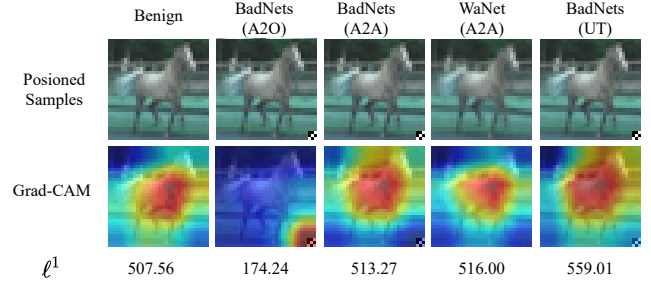 Benign BadNets (A2O) BadNets (A2A) WaNet (A2A) BadNets (UT)
Posioned Samples
Grad-CAM
ℓ¹ 507.56 174.24 513.27 516.00 559.01